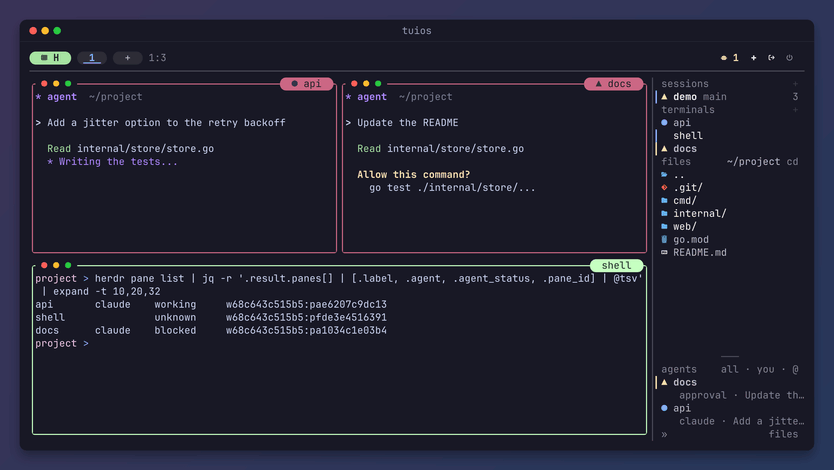 tuios
H 1 + 1:3 1 +
api
* agent ~/project
> Add a jitter option to the retry backoff
Read internal/store/store.go
* Writing the tests...
docs
* agent ~/project
> Update the README
Read internal/store/store.go
Allow this command?
go test ./internal/store/...
shell
project > herdr pane list | jq -r '.result.panes[] | [.label, .agent, .agent_status, .pane_id] | @tsv'
| expand -t 10,20,32
api claude working w68c643c515b5:pae6207c9dc13
shell unknown w68c643c515b5:pfde3e4516391
docs claude blocked w68c643c515b5:pa1034c1e03b4
project >
sessions +
demo main 3
terminals +
api
shell
docs
files ~/project cd
..
.git/
cmd/
internal/
web/
go.mod
README.md
agents all · you · @
docs
approval · Update th…
api
claude · Add a jitte…
» files